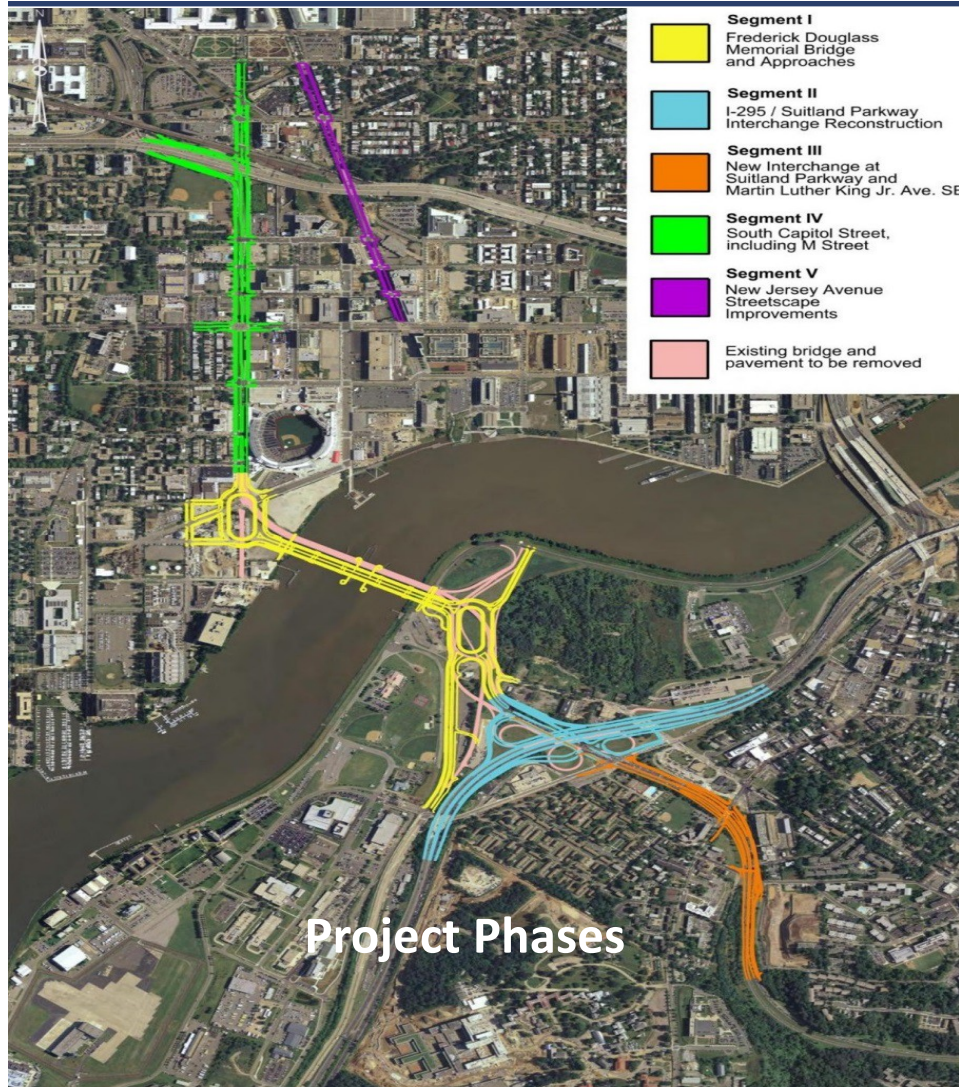 Segment I
Frederick Douglass
Memorial Bridge
and Approaches
Segment II
I-295 / Suitland Parkway
Interchange Reconstruction
Segment III
New Interchange at
Suitland Parkway and
Martin Luther King Jr. Ave. SE
Segment IV
South Capitol Street,
including M Street
Segment V
New Jersey Avenue
Streetscape
Improvements
Existing bridge and
pavement to be removed
Project Phases